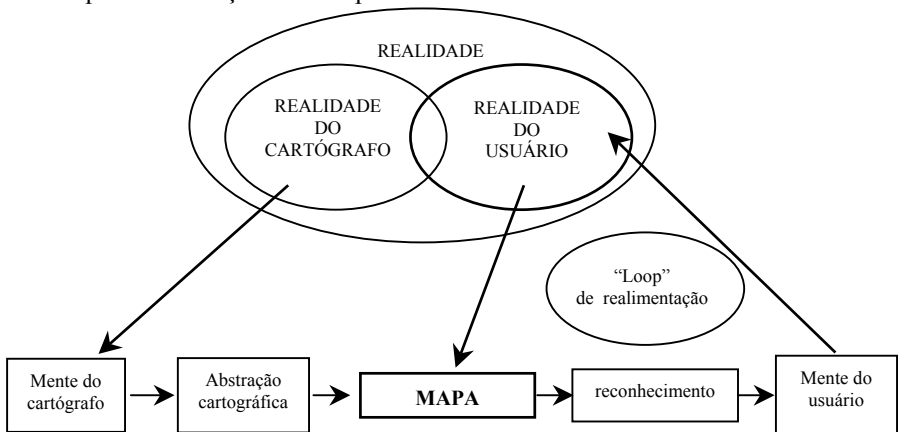 REALIDADE
REALIDADE
DO
CARTÓGRAFO
REALIDADE
DO
USUÁRIO
“Loop”
de realimentação
Mente do
cartógrafo
Abstração
cartográfica
MAPA
reconhecimento
Mente do
usuário